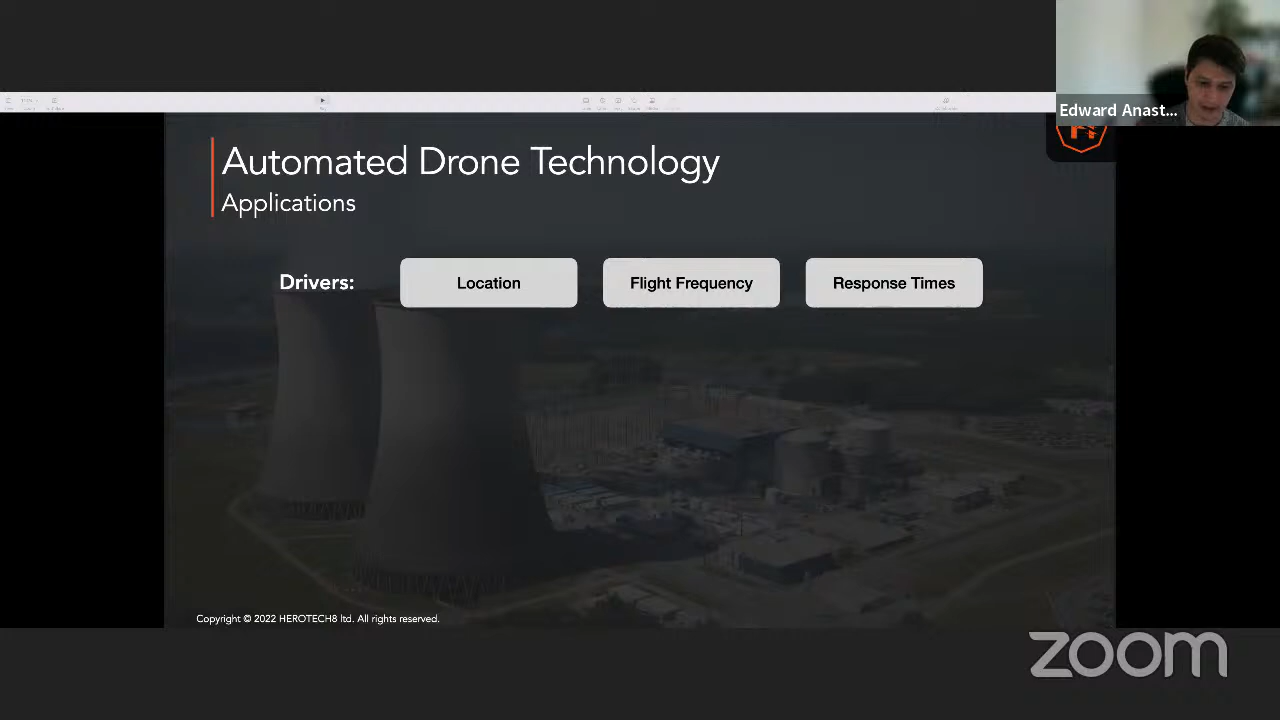 Edward Anast...
Automated Drone Technology
Applications
Drivers:
Location
Flight Frequency
Response Times
Copyright © 2022 HEROTECH8 ltd. All rights reserved.
zoom